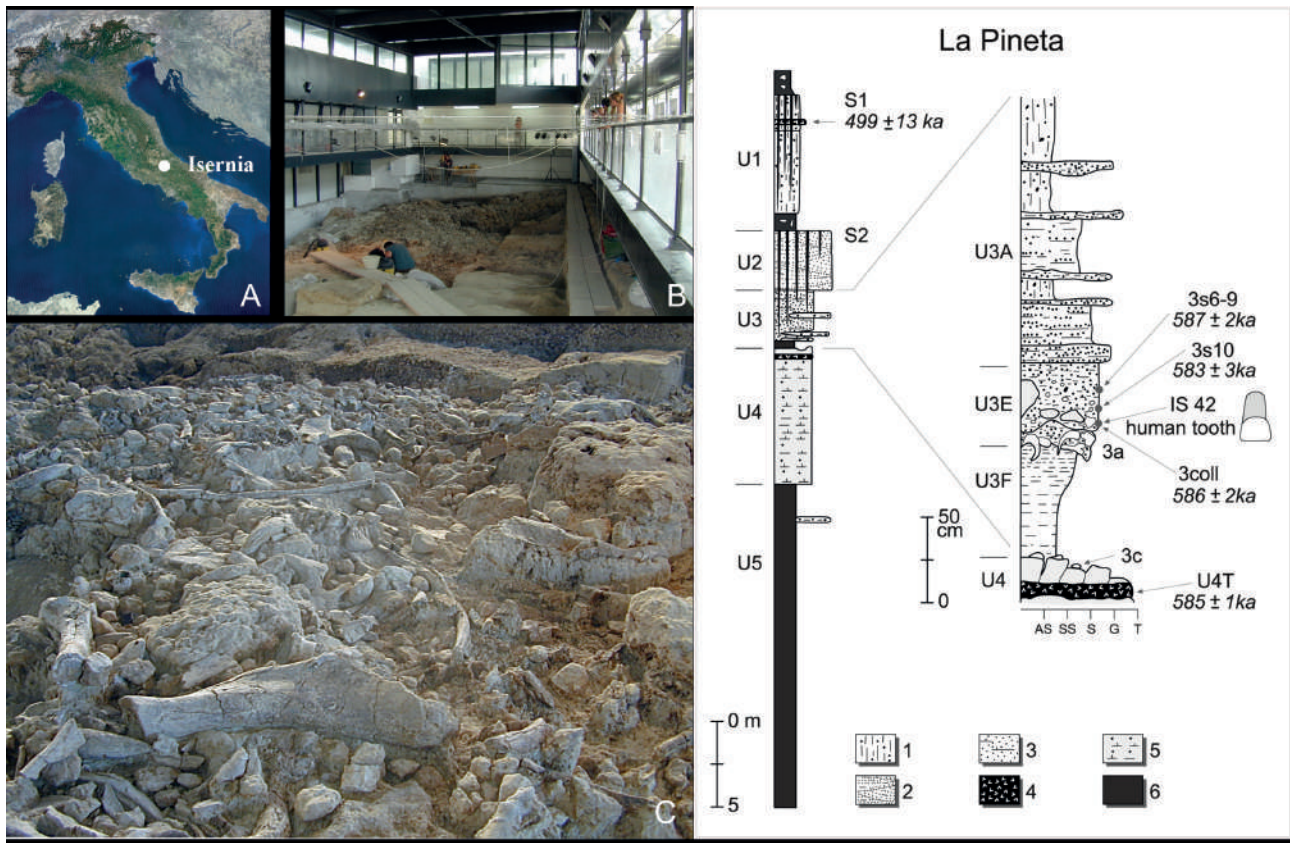 Isernia
A
B
C
La Pineta
S1
499 ±13 ka
U1
S2
U2
U3
U4
U5
0 m
5
U3A
3s6-9
587 ± 2ka
3s10
583 ± 3ka
U3E
IS 42
human tooth
3a
U3F
3coll
586 ± 2ka
50
cm
0
3c
U4
U4T
585 ± 1ka
AS SS S G T
1 3 5
2 4 6